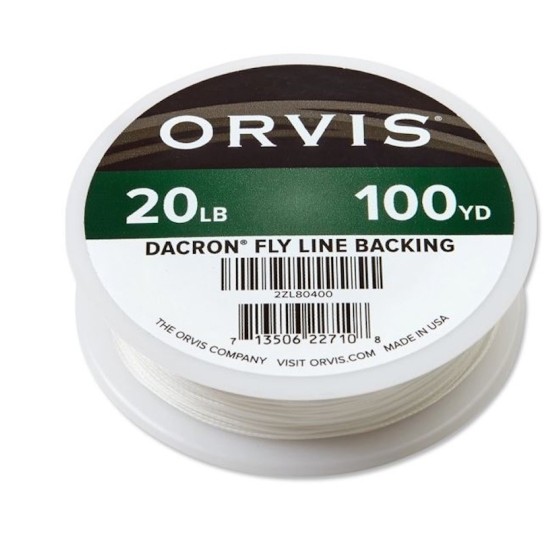 ORVIS®
20LB 100YD
DACRON® FLY LINE BACKING
2ZL80400
7 13506 22710 8
THE ORVIS COMPANY VISIT ORVIS.COM MADE IN USA